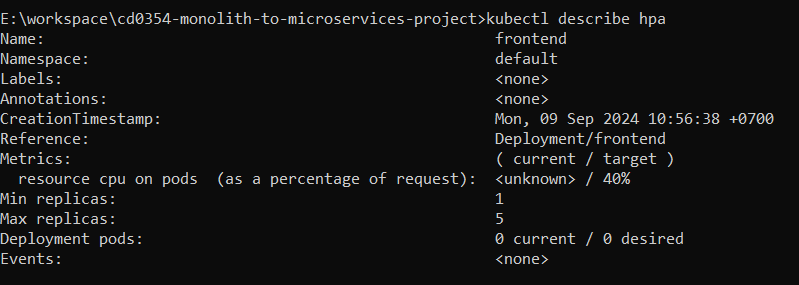 E:\workspace\cd0354-monolith-to-microservices-project>kubectl describe hpa
Name: frontend
Namespace: default
Labels: <none>
Annotations: <none>
CreationTimestamp: Mon, 09 Sep 2024 10:56:38 +0700
Reference: Deployment/frontend
Metrics: ( current / target )
  resource cpu on pods  (as a percentage of request): <unknown> / 40%
Min replicas: 1
Max replicas: 5
Deployment pods: 0 current / 0 desired
Events: <none>